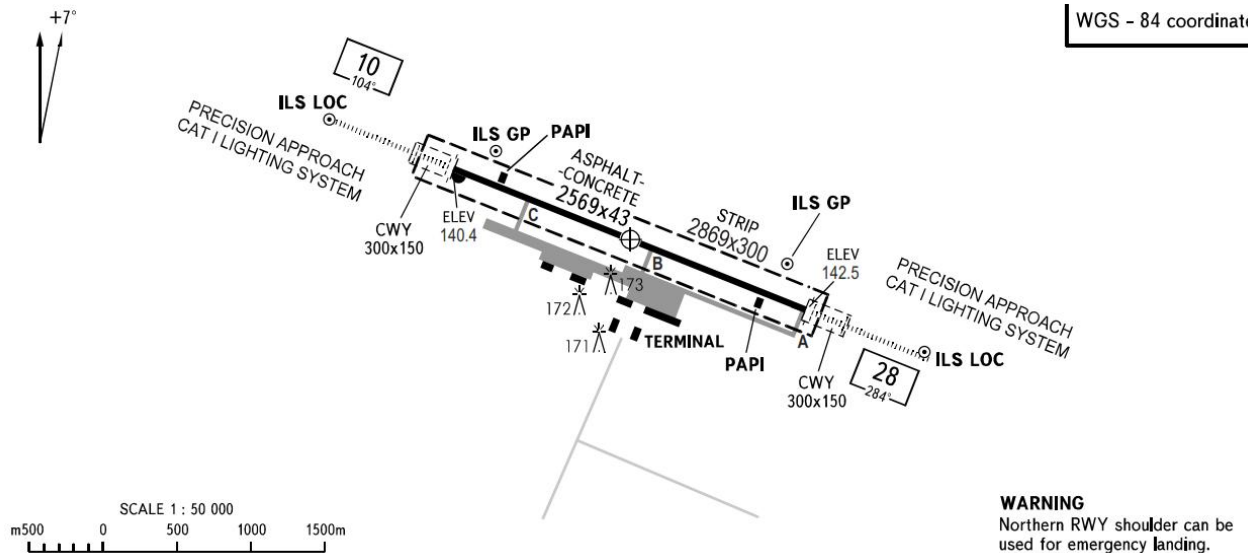 +7°
WGS - 84 coordinate
10
104°
ILS LOC
PRECISION APPROACH
CAT I LIGHTING SYSTEM
ILS GP
PAPI
ASPHALT-
-CONCRETE
2569x43
STRIP
2869x300
ILS GP
CWY
300x150
ELEV
140.4
C
B
ELEV
142.5
PRECISION APPROACH
CAT I LIGHTING SYSTEM
173
172
171
TERMINAL
PAPI
A
CWY
300x150
ILS LOC
28
284°
SCALE 1 : 50 000
m500 0 500 1000 1500m
WARNING
Northern RWY shoulder can be
used for emergency landing.